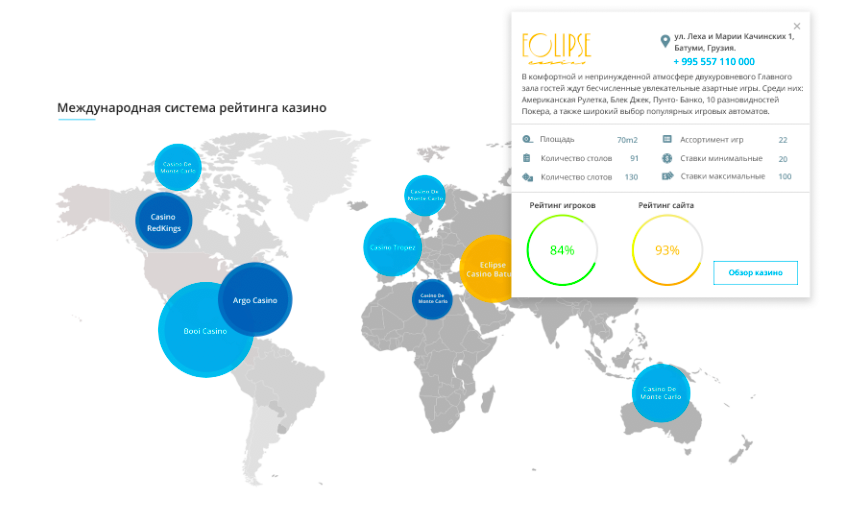 Международная система рейтинга казино
ECLIPSE
casino
ул. Леха и Марии Качинских 1,
Батуми, Грузия.
+ 995 557 110 000
В комфортной и непринужденной атмосфере двухуровневого Главного
зала гостей ждут бесчисленные увлекательные азартные игры. Среди них:
Американская Рулетка, Блек Джек, Пунто- Банко, 10 разновидностей
Покера, а также широкий выбор популярных игровых автоматов.
Площадь 70m2
Количество столов 91
Количество слотов 130
Ассортимент игр 22
Ставки минимальные 20
Ставки максимальные 100
Рейтинг игроков
84%
Рейтинг сайта
93%
Обзор казино
Casino De
Monte Carlo
Casino
RedKings
Casino De
Monte Carlo
Casino Tropez
Eclipse
Casino Batu
Casino De
Monte Carlo
Argo Casino
Booi Casino
Casino De
Monte Carlo